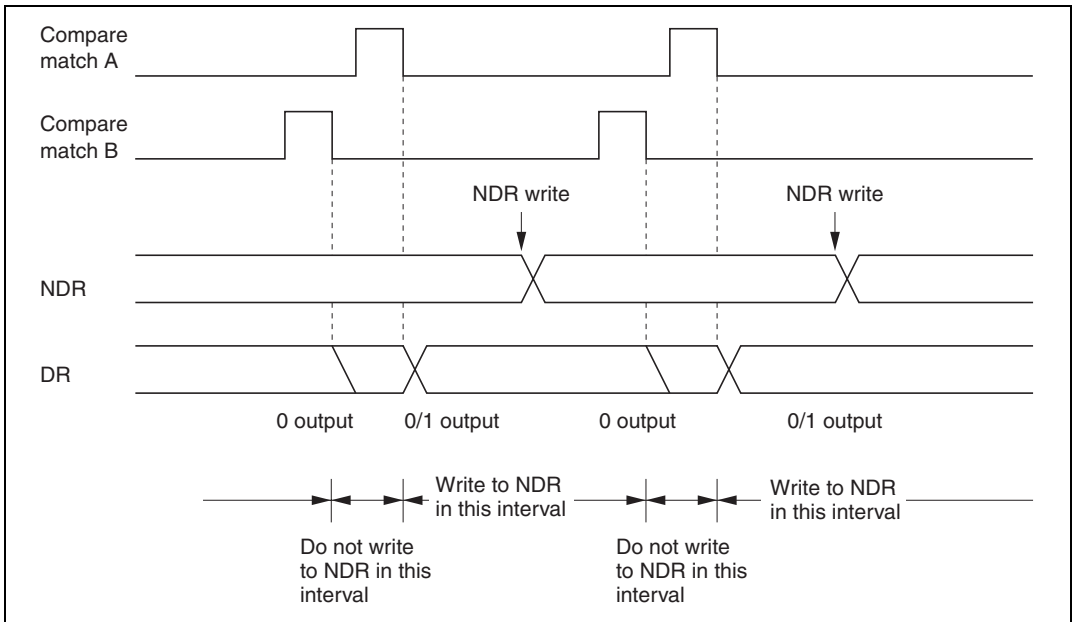 Compare
match A
Compare
match B
NDR write NDR write
NDR
DR
0 output 0/1 output 0 output 0/1 output
Write to NDR
in this interval
Write to NDR
in this interval
Do not write
to NDR in this
interval
Do not write
to NDR in this
interval